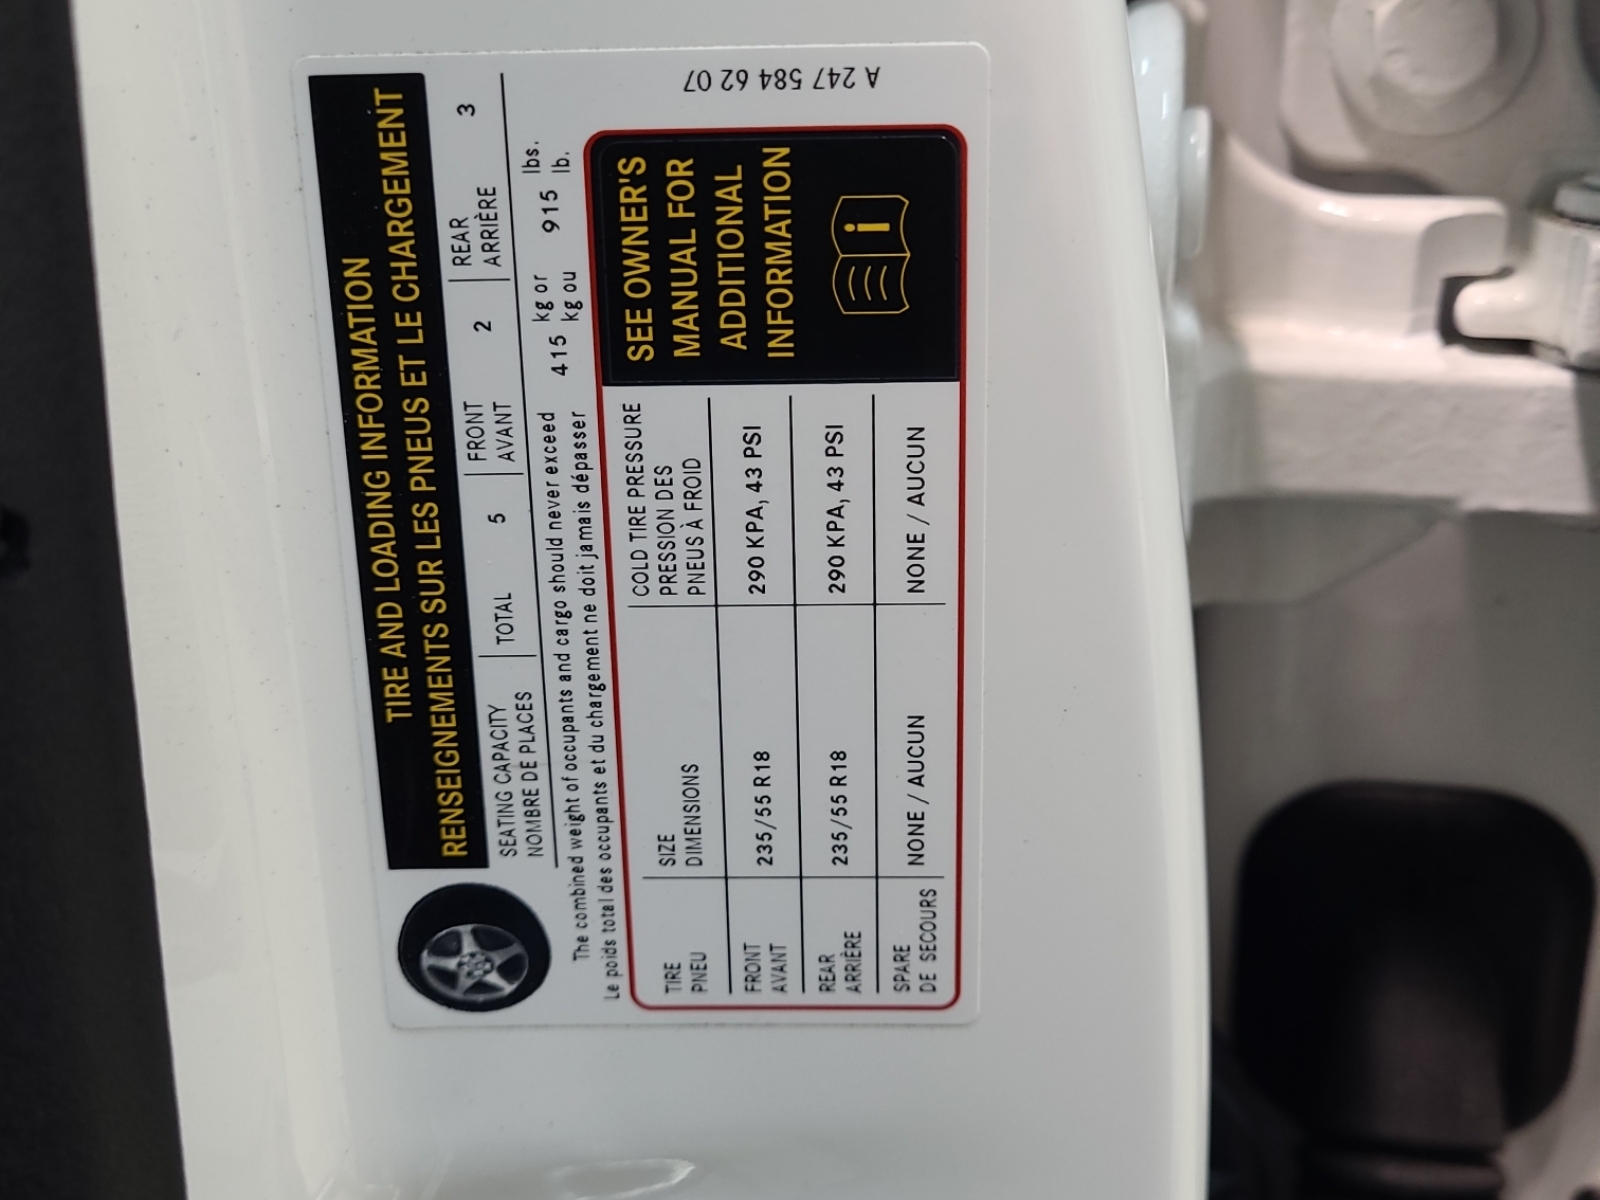 TIRE AND LOADING INFORMATION
RENSEIGNEMENTS SUR LES PNEUS ET LE CHARGEMENT
SEATING CAPACITY
NOMBRE DE PLACES
TOTAL 5
FRONT
AVANT
2
REAR
ARRIÈRE
3
The combined weight of occupants and cargo should never exceed 415 kg or 915 lbs.
Le poids total des occupants et du chargement ne doit jamais dépasser kg ou lb.
TIRE
PNEU
SIZE
DIMENSIONS
COLD TIRE PRESSURE
PRESSION DES
PNEUS À FROID
FRONT
AVANT
235/55 R18
290 KPA, 43 PSI
REAR
ARRIÈRE
235/55 R18
290 KPA, 43 PSI
SPARE
DE SECOURS
NONE / AUCUN
NONE / AUCUN
SEE OWNER'S
MANUAL FOR
ADDITIONAL
INFORMATION
i
A 247 584 62 07